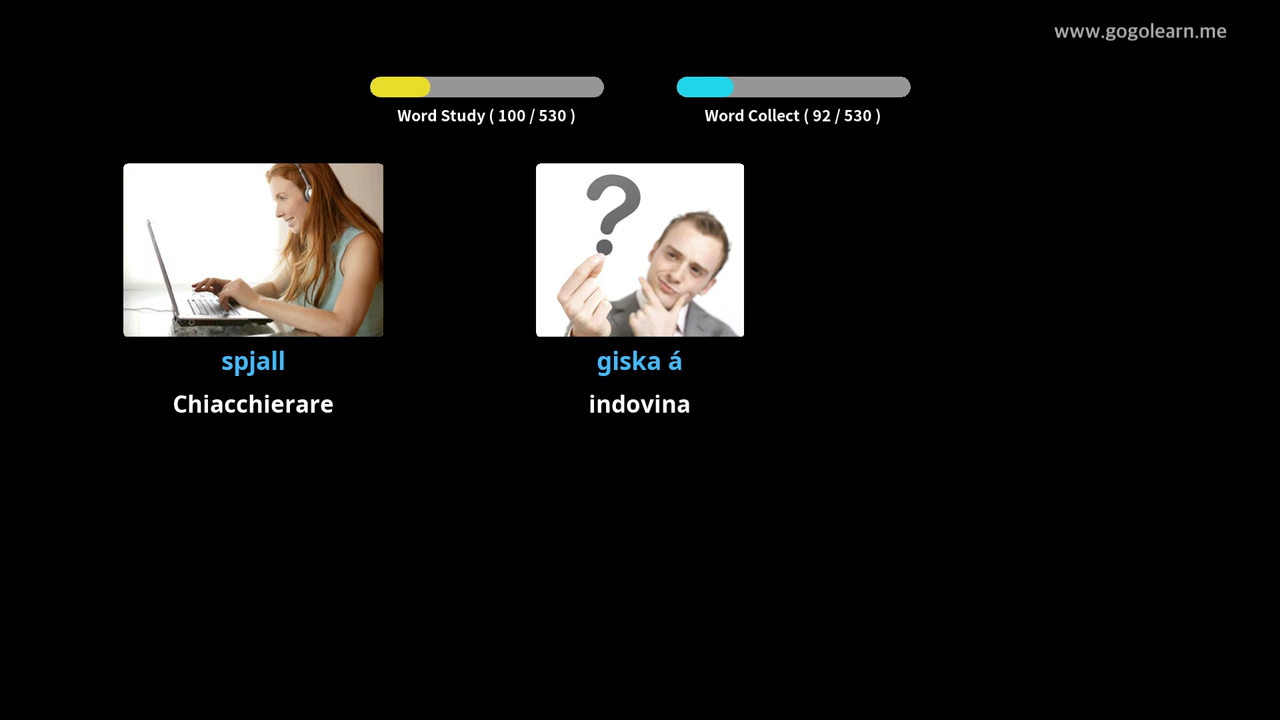 www.gogolearn.me
Word Study ( 100 / 530 )
Word Collect ( 92 / 530 )
spjall
Chiacchierare
giska á
indovina